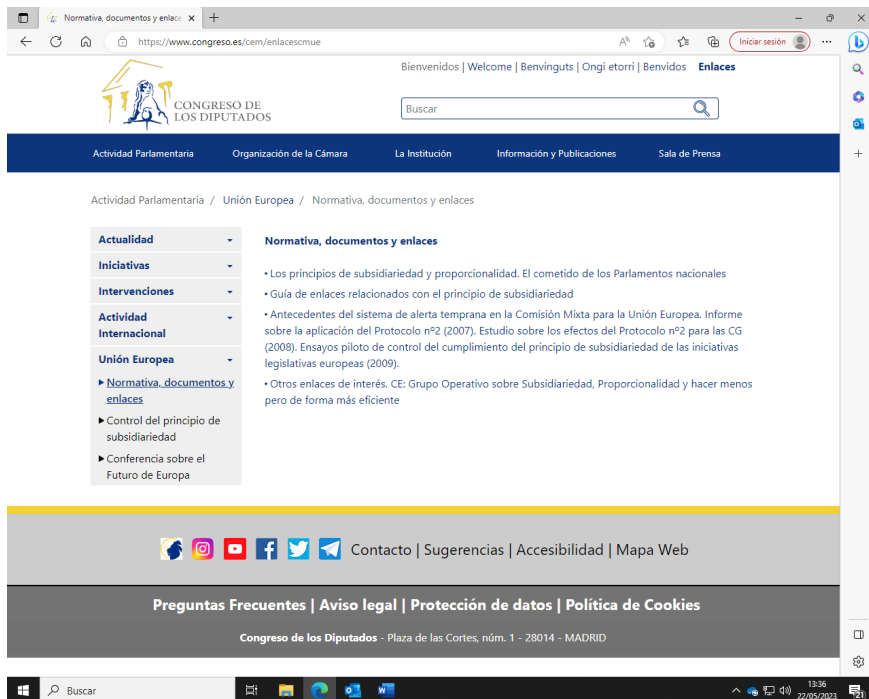 Normativa, documentos y enlace
https://www.congreso.es/cem/enlacescmue
Iniciar sesión
Bienvenidos | Welcome | Benvinguts | Ongi etorri | Benvidos Enlaces
CONGRESO DE
LOS DIPUTADOS
Buscar
Actividad Parlamentaria Organización de la Cámara La Institución Información y Publicaciones Sala de Prensa
Actividad Parlamentaria / Unión Europea / Normativa, documentos y enlaces
Actualidad
Iniciativas
Intervenciones
Actividad
Internacional
Unión Europea
Normativa, documentos y
enlaces
Control del principio de
subsidiariedad
Conferencia sobre el
Futuro de Europa
Normativa, documentos y enlaces
• Los principios de subsidiariedad y proporcionalidad. El cometido de los Parlamentos nacionales
• Guía de enlaces relacionados con el principio de subsidiariedad
• Antecedentes del sistema de alerta temprana en la Comisión Mixta para la Unión Europea. Informe
sobre la aplicación del Protocolo nº2 (2007). Estudio sobre los efectos del Protocolo nº2 para las CG
(2008). Ensayos piloto de control del cumplimiento del principio de subsidiariedad de las iniciativas
legislativas europeas (2009).
• Otros enlaces de interés. CE: Grupo Operativo sobre Subsidiariedad, Proporcionalidad y hacer menos
pero de forma más eficiente
Contacto | Sugerencias | Accesibilidad | Mapa Web
Preguntas Frecuentes | Aviso legal | Protección de datos | Política de Cookies
Congreso de los Diputados - Plaza de las Cortes, núm. 1 - 28014 - MADRID
Buscar
13:36
22/05/2023
21